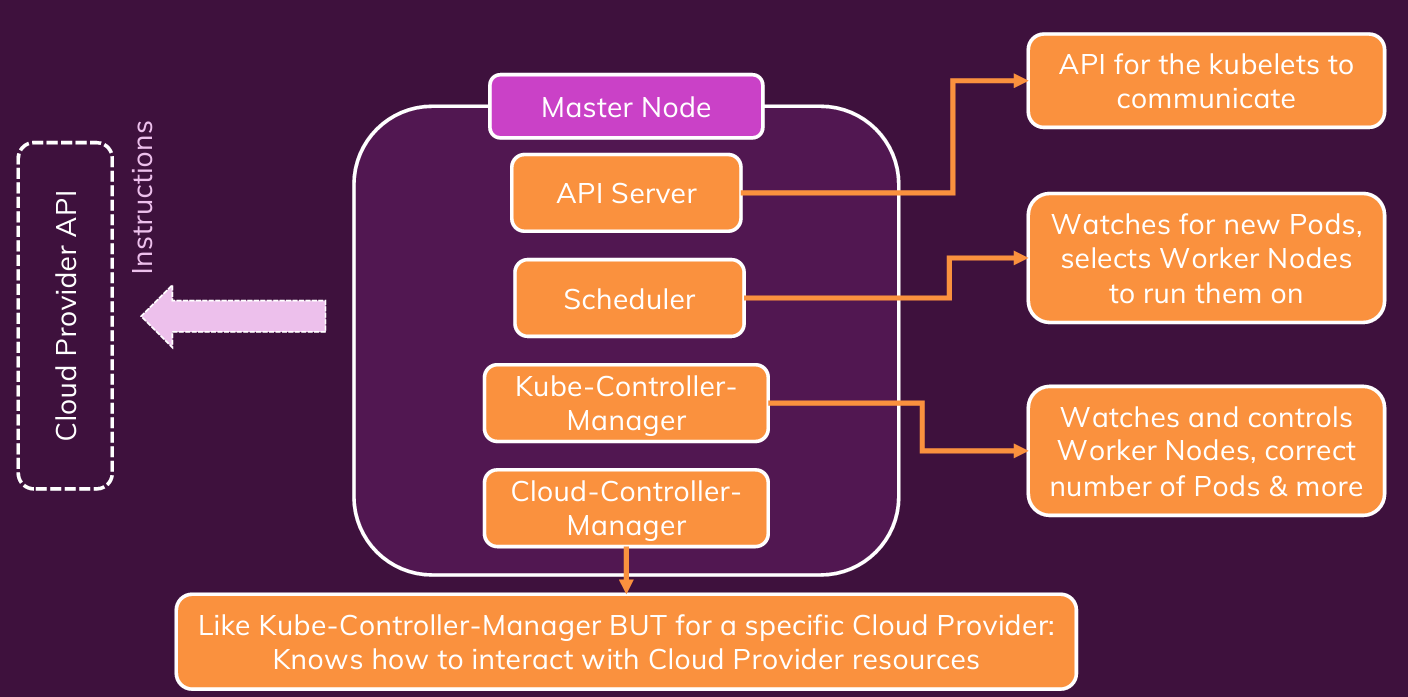 Cloud Provider API
Instructions
Master Node
API Server
Scheduler
Kube-Controller-
Manager
Cloud-Controller-
Manager
API for the kubelets to
communicate
Watches for new Pods,
selects Worker Nodes
to run them on
Watches and controls
Worker Nodes, correct
number of Pods & more
Like Kube-Controller-Manager BUT for a specific Cloud Provider:
Knows how to interact with Cloud Provider resources